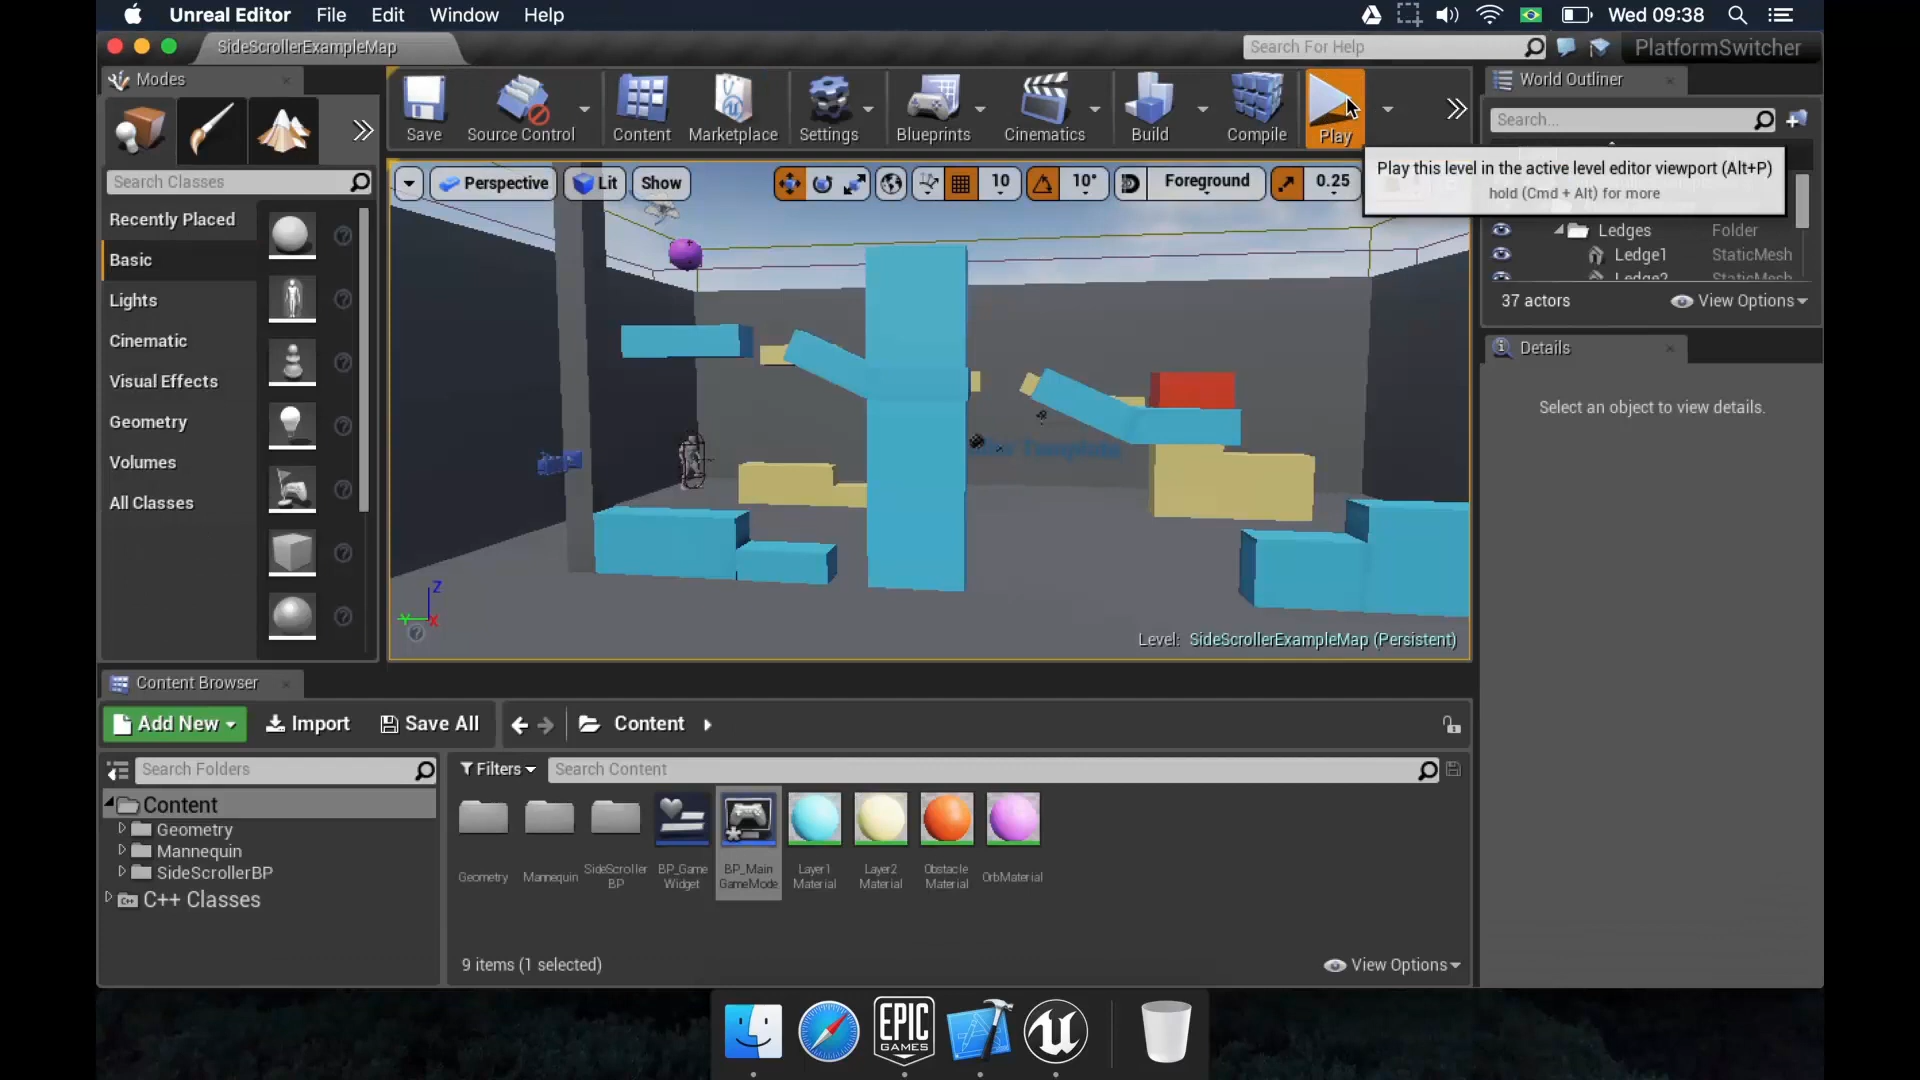 Unreal Editor File Edit Window Help
Wed 09:38
SideScrollerExampleMap
Search For Help
PlatformSwitcher
Modes
Save
Source Control
Content
Marketplace
Settings
Blueprints
Cinematics
Build
Compile
Play
World Outliner
Search...
Play this level in the active level editor viewport (Alt+P)
hold (Cmd + Alt) for more
Search Classes
Recently Placed
Basic
Lights
Cinematic
Visual Effects
Geometry
Volumes
All Classes
Perspective
Lit
Show
10
10°
Foreground
0.25
Ledges Folder
Ledge1 StaticMesh
Ledge2 StaticMesh
37 actors
View Options
Details
Select an object to view details.
Template
Z
Y
X
Level: SideScrollerExampleMap (Persistent)
Content Browser
Add New
Import
Save All
Content
Search Folders
Filters
Search Content
Content
Geometry
Mannequin
SideScrollerBP
C++ Classes
Geometry
Mannequin
SideScroller
BP
BP_Game
Widget
BP_Main
GameMode
Layer1
Material
Layer2
Material
Obstacle
Material
OrbMaterial
9 items (1 selected)
View Options
EPIC
GAMES